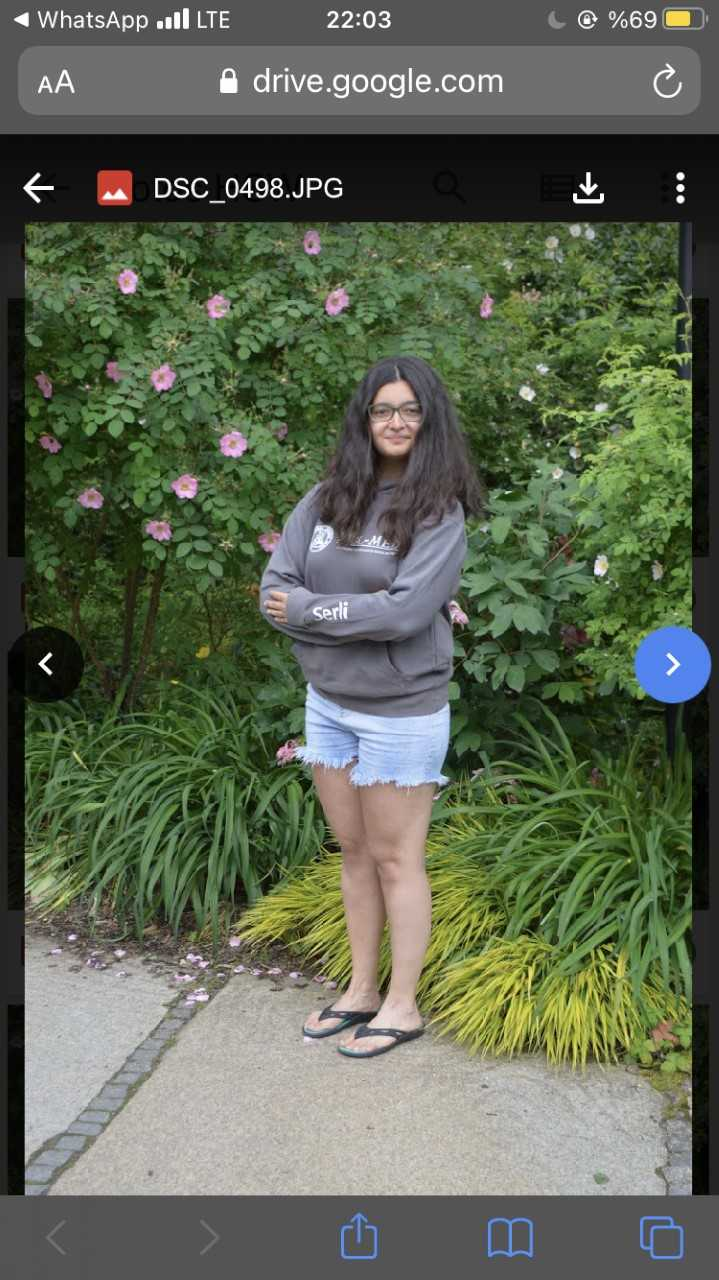 WhatsApp LTE 22:03 %69
AA drive.google.com
DSC_0498.JPG
Serli